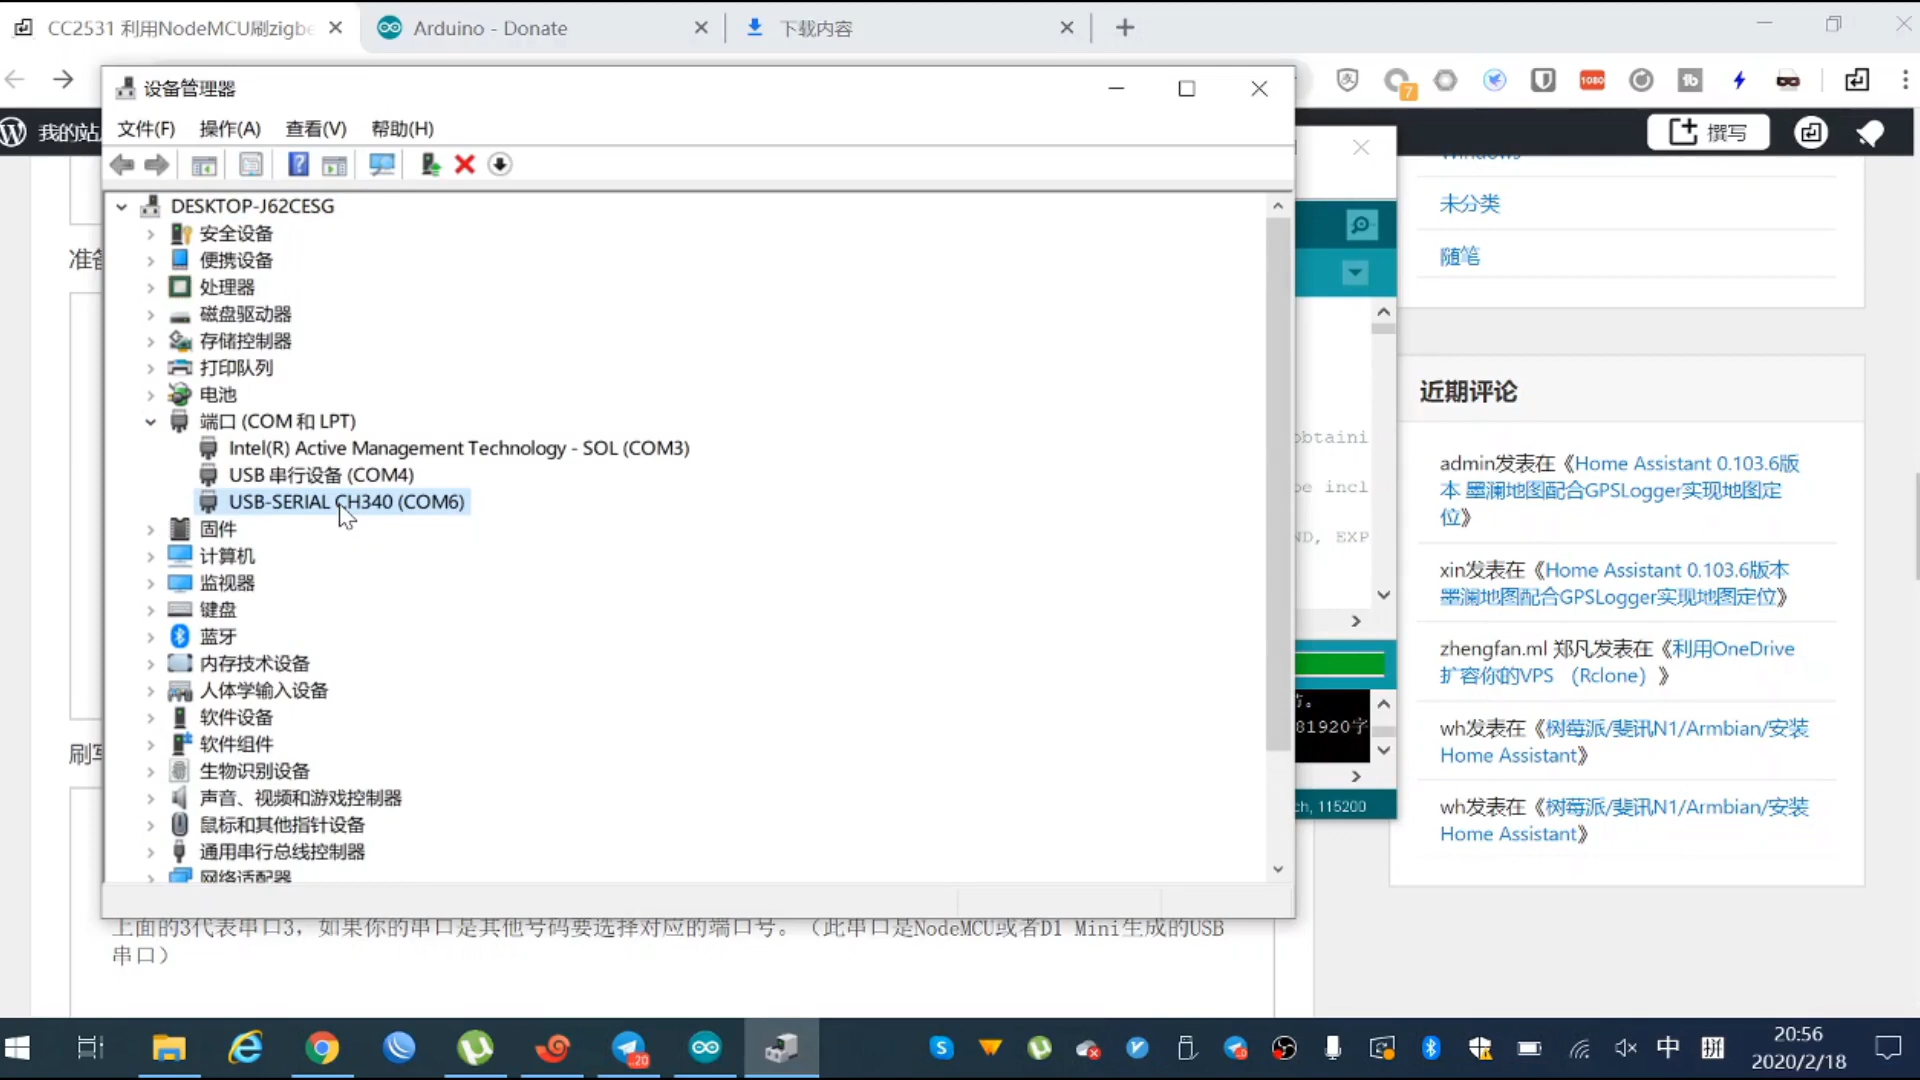 CC2531 利用NodeMCU刷zigbe
Arduino - Donate
下载内容
7
1080
设备管理器
文件(F)
操作(A)
查看(V)
帮助(H)
我的站
撰写
DESKTOP-J62CESG
安全设备
便携设备
处理器
磁盘驱动器
存储控制器
打印队列
电池
端口 (COM 和 LPT)
Intel(R) Active Management Technology - SOL (COM3)
USB 串行设备 (COM4)
USB-SERIAL CH340 (COM6)
固件
计算机
监视器
键盘
蓝牙
内存技术设备
人体学输入设备
软件设备
软件组件
生物识别设备
声音、视频和游戏控制器
鼠标和其他指针设备
通用串行总线控制器
网络适配器
准备
刷写
obtaini
be incl
ND, EXP
81920字
ch, 115200
上面的3代表串口3，如果你的串口是其他号码要选择对应的端口号。（此串口是NodeMCU或者D1 Mini生成的USB
串口）
Windows
未分类
随笔
近期评论
admin发表在《Home Assistant 0.103.6版
本 墨澜地图配合GPSLogger实现地图定
位》
xin发表在《Home Assistant 0.103.6版本
墨澜地图配合GPSLogger实现地图定位》
zhengfan.ml 郑凡发表在《利用OneDrive
扩容你的VPS （Rclone）》
wh发表在《树莓派/斐讯N1/Armbian/安装
Home Assistant》
wh发表在《树莓派/斐讯N1/Armbian/安装
Home Assistant》
20
中
拼
20:56
2020/2/18